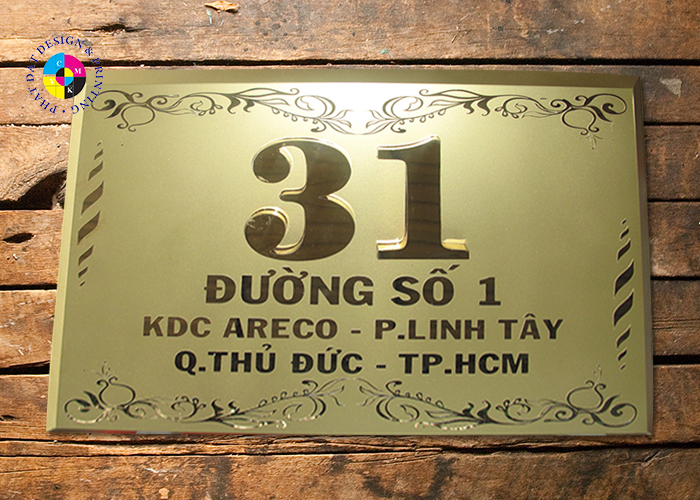 PHAT DAT DESIGN & PRINTING
C M Y K
31
ĐƯỜNG SỐ 1
KDC ARECO - P.LINH TÂY
Q.THỦ ĐỨC - TP.HCM